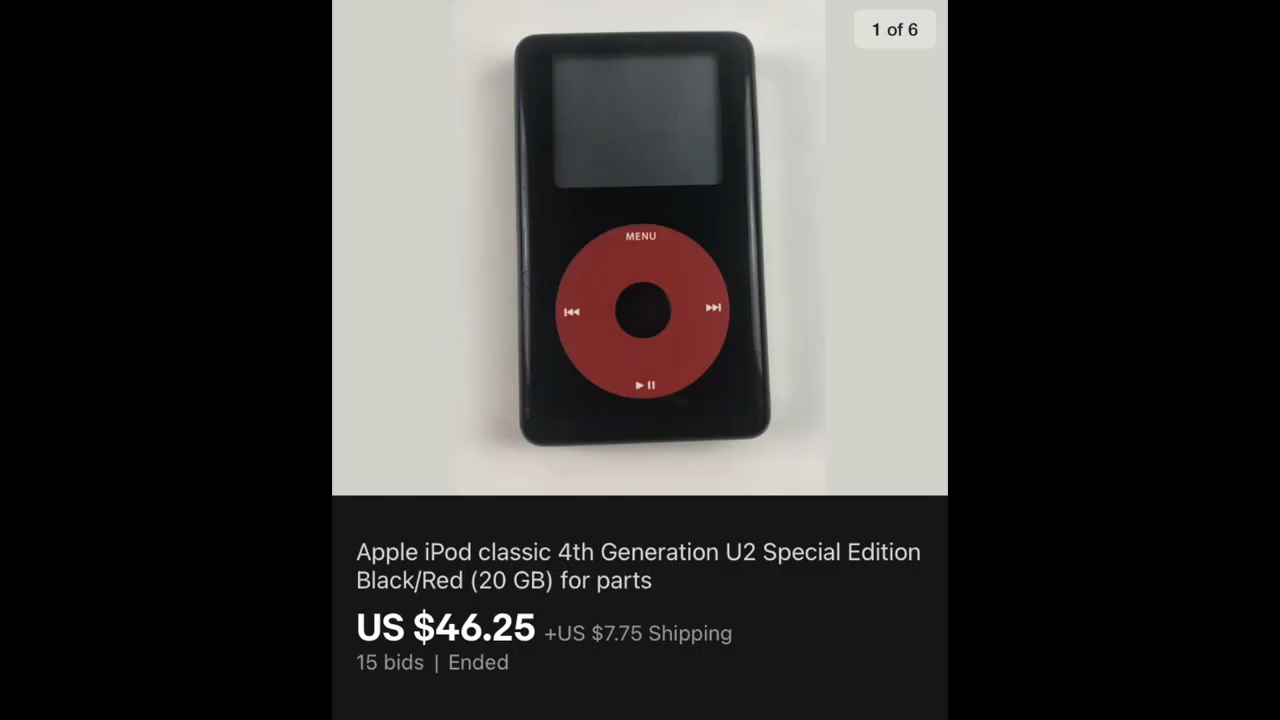 1 of 6
MENU
Apple iPod classic 4th Generation U2 Special Edition
Black/Red (20 GB) for parts
US $46.25 +US $7.75 Shipping
15 bids | Ended